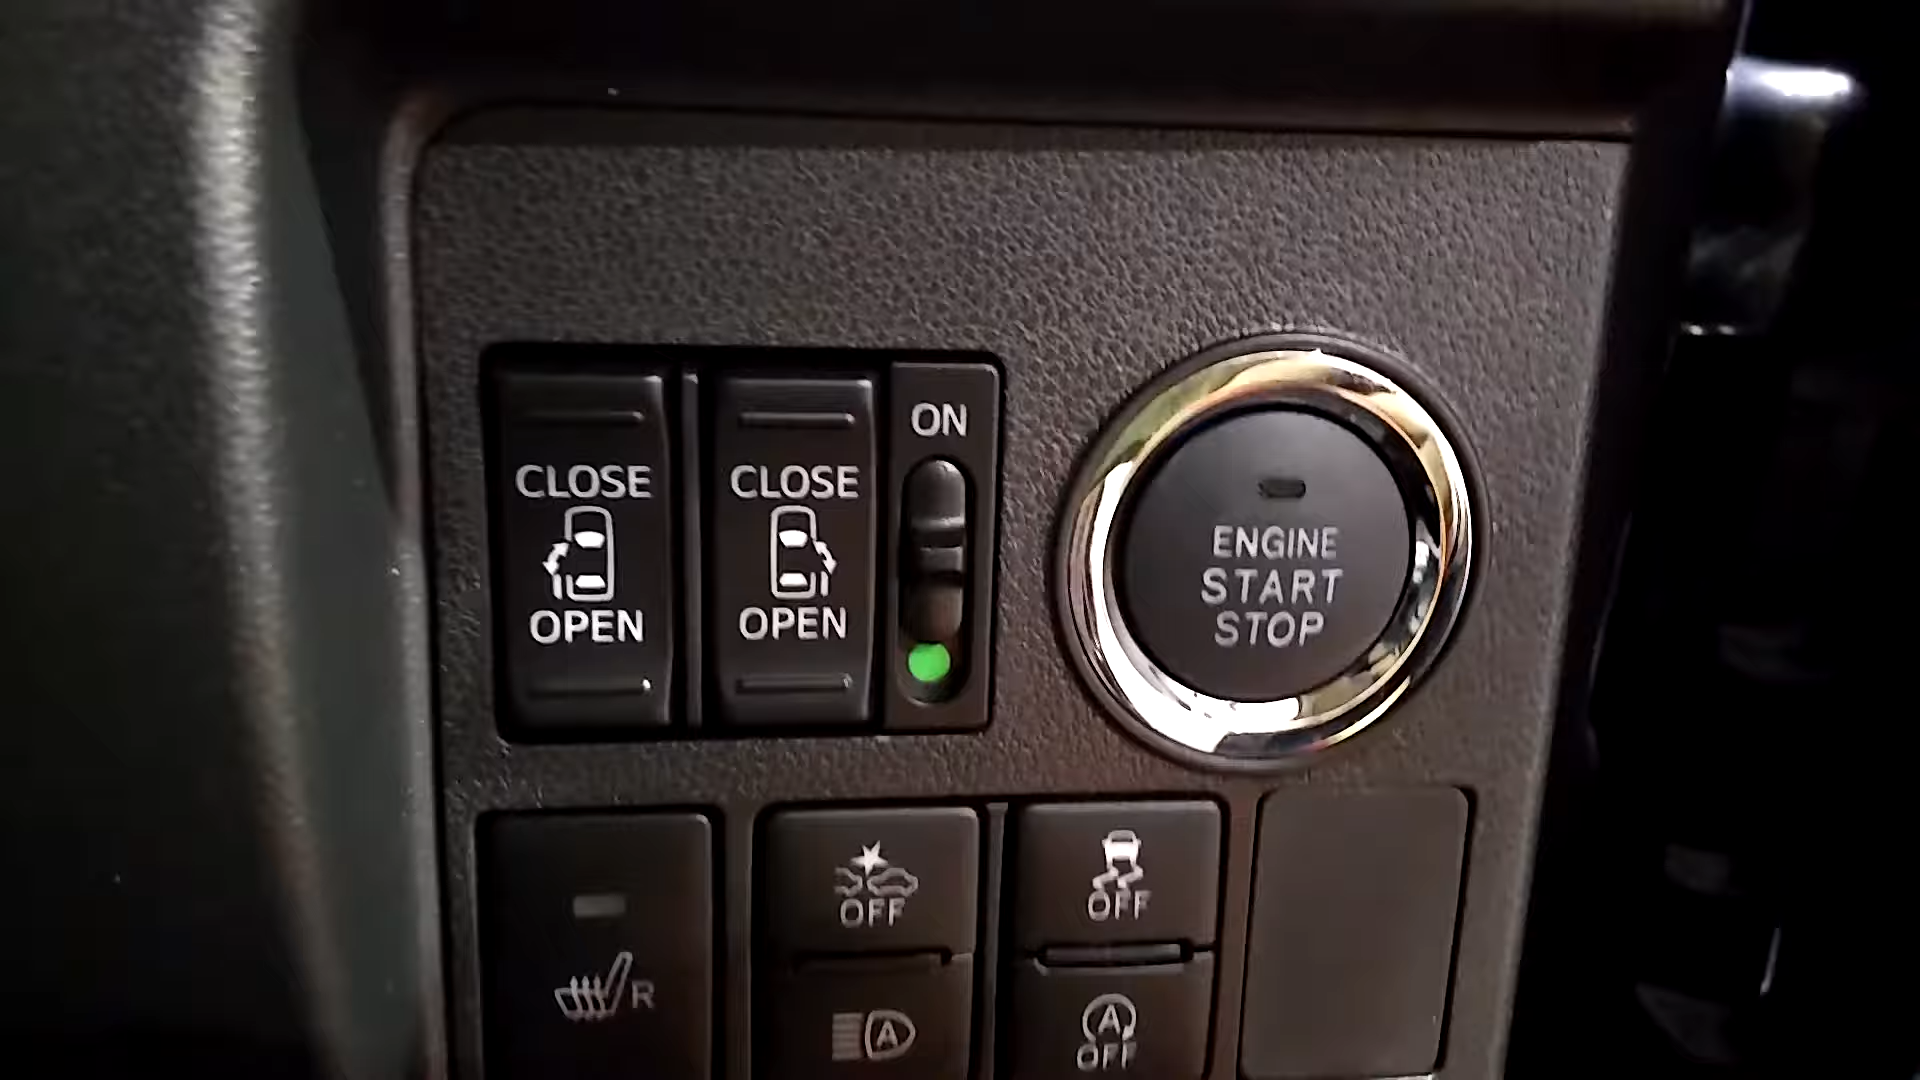 CLOSE
OPEN
CLOSE
OPEN
ON
ENGINE
START
STOP
R
OFF
A
OFF
A
OFF